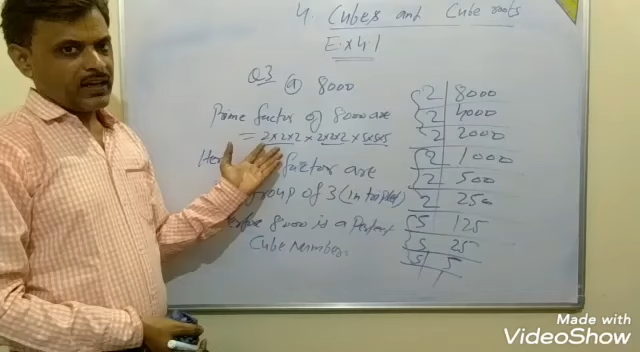 4. Cubes and Cube roots
Ex 4.1
Q3 (a) 8000
Prime factor of 8000 are
= 2×2×2 × 2×2×2 × 5×5×5
factor are
group of 3 (in triplet)
8000 is a Perfect
Cube Number.
2 8000
2 4000
2 2000
2 1000
2 500
2 250
5 125
5 25
5 5
1
Made with
VideoShow